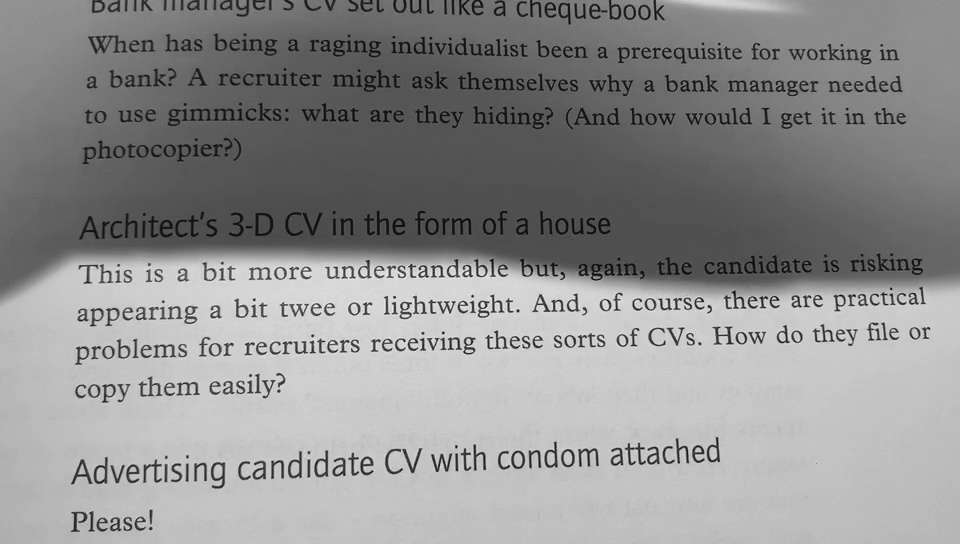 Bank manager's CV set out like a cheque-book
When has being a raging individualist been a prerequisite for working in
a bank? A recruiter might ask themselves why a bank manager needed
to use gimmicks: what are they hiding? (And how would I get it in the
photocopier?)
Architect's 3-D CV in the form of a house
This is a bit more understandable but, again, the candidate is risking
appearing a bit twee or lightweight. And, of course, there are practical
problems for recruiters receiving these sorts of CVs. How do they file or
copy them easily?
Advertising candidate CV with condom attached
Please!